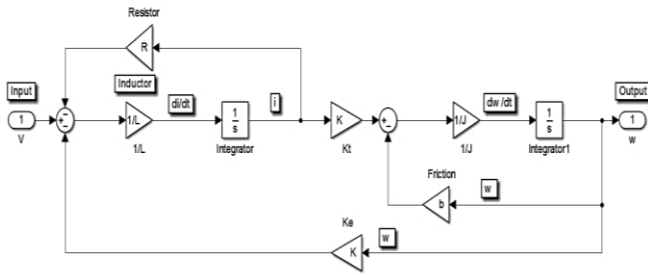 Resistor
R
Input
Inductor
di/dt
i
dw /dt
Output
1
V
1/L
1/L
1
s
Integrator
K
Kt
1/J
1/J
1
s
Integrator1
1
w
Friction
b
w
Ke
K
w